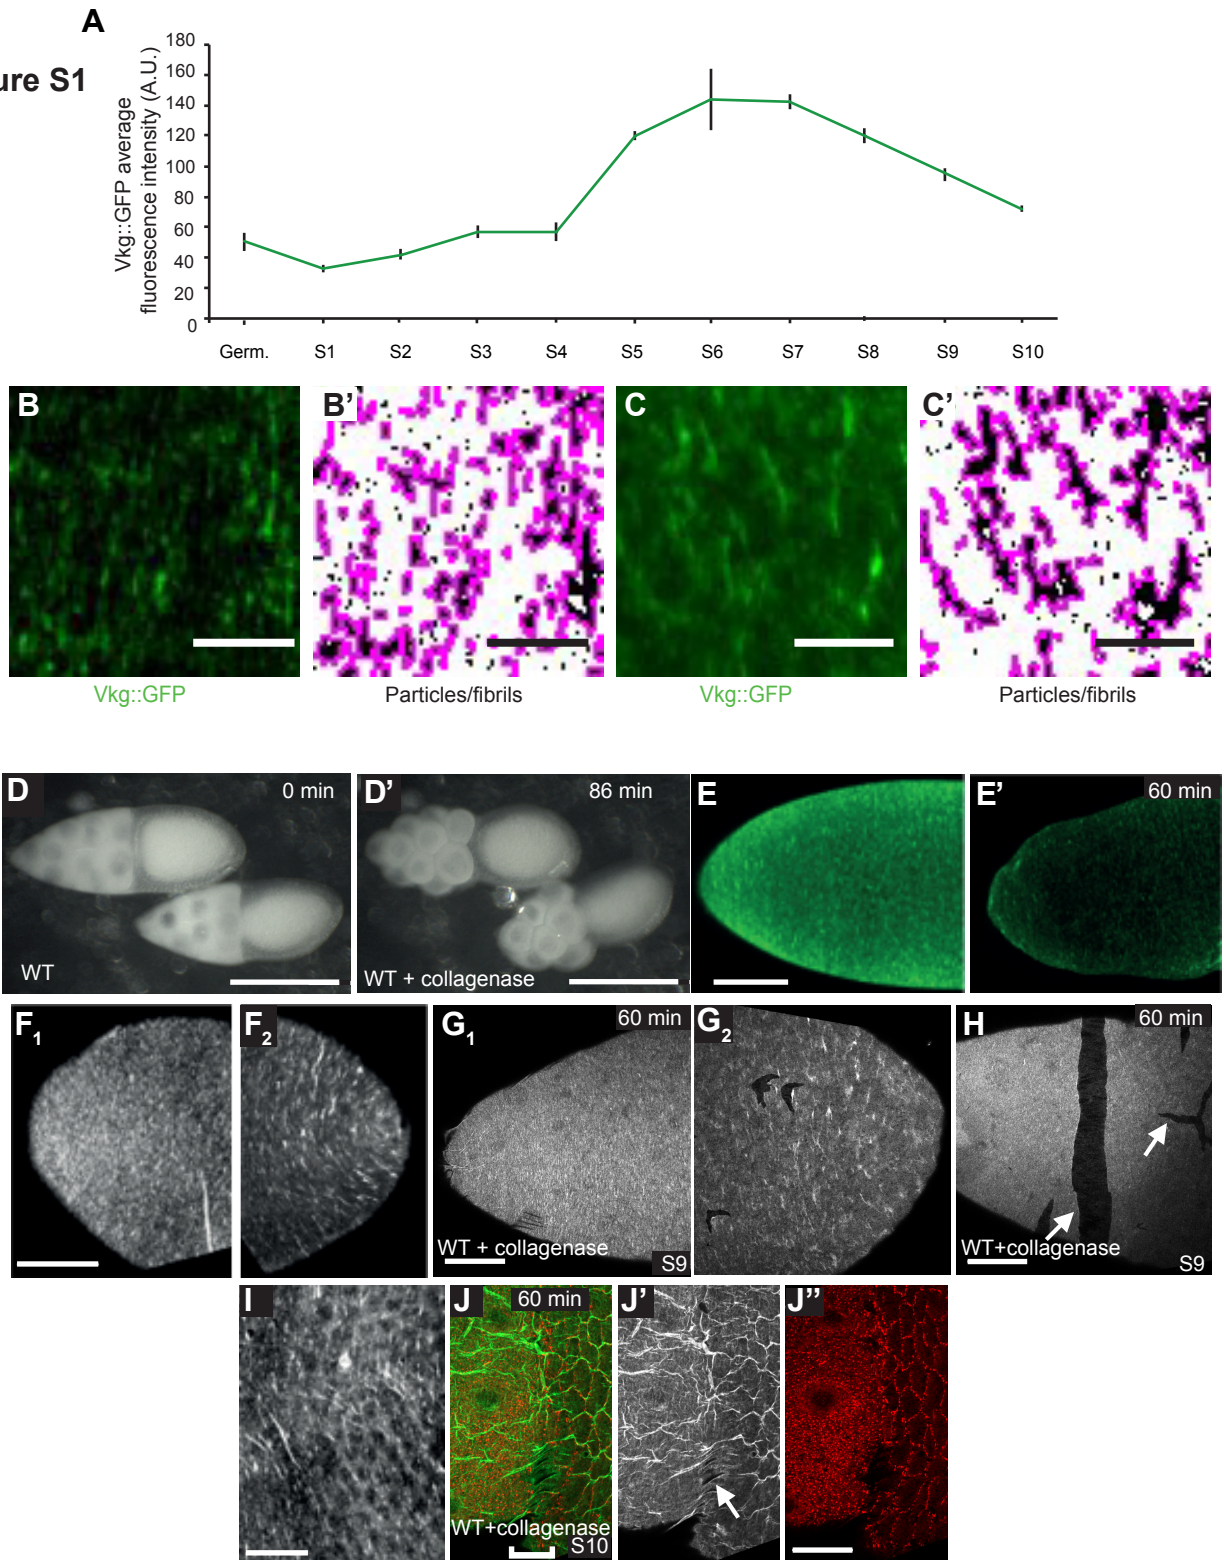 A
ure S1
Vkg::GFP average
fluorescence intensity (A.U.)
180
160
140
120
100
80
60
40
20
0
Germ. S1 S2 S3 S4 S5 S6 S7 S8 S9 S10
B B' C C'
Vkg::GFP Particles/fibrils Vkg::GFP Particles/fibrils
D 0 min D' 86 min E E' 60 min
WT WT + collagenase
F1 F2 G1 60 min G2 H 60 min
WT + collagenase S9 WT+collagenase S9
I J 60 min J' J"
WT+collagenase
S10